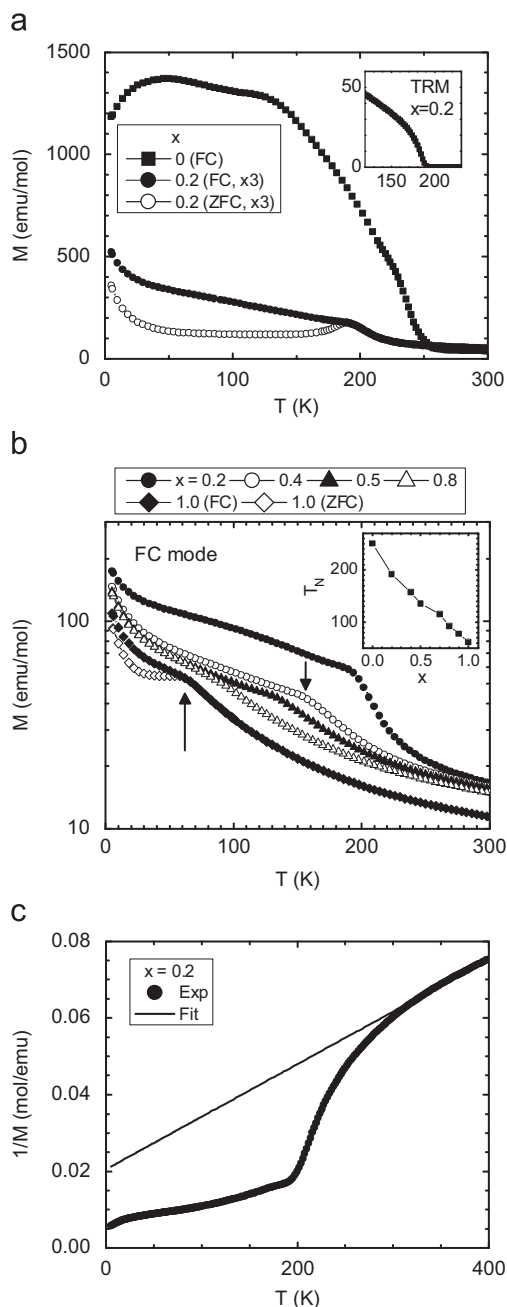 a
1500
1000
500
0
M (emu/mol)
x
0 (FC)
0.2 (FC, x3)
0.2 (ZFC, x3)
50
0
TRM
x=0.2
150 200
0 100 200 300
T (K)
b
x = 0.2 0.4 0.5 0.8
1.0 (FC) 1.0 (ZFC)
FC mode
100
10
M (emu/mol)
200
100
T_N
0.0 0.5 1.0
x
0 100 200 300
T (K)
c
0.08
0.06
0.04
0.02
0.00
1/M (mol/emu)
x = 0.2
Exp
Fit
0 200 400
T (K)